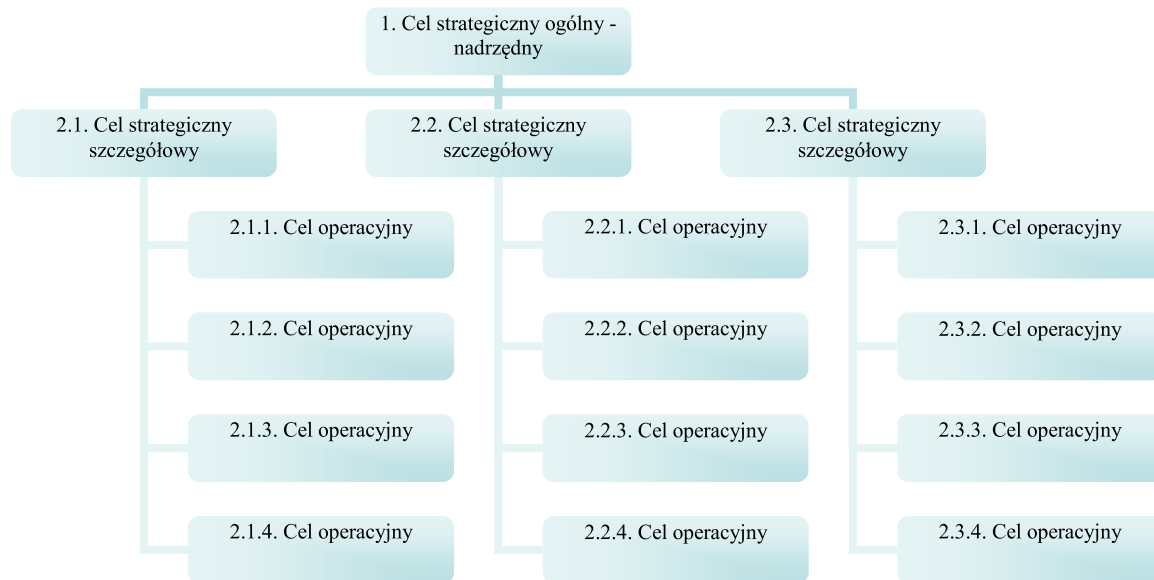 1. Cel strategiczny ogólny -
nadrzędny
2.1. Cel strategiczny
szczegółowy
2.2. Cel strategiczny
szczegółowy
2.3. Cel strategiczny
szczegółowy
2.1.1. Cel operacyjny
2.2.1. Cel operacyjny
2.3.1. Cel operacyjny
2.1.2. Cel operacyjny
2.2.2. Cel operacyjny
2.3.2. Cel operacyjny
2.1.3. Cel operacyjny
2.2.3. Cel operacyjny
2.3.3. Cel operacyjny
2.1.4. Cel operacyjny
2.2.4. Cel operacyjny
2.3.4. Cel operacyjny